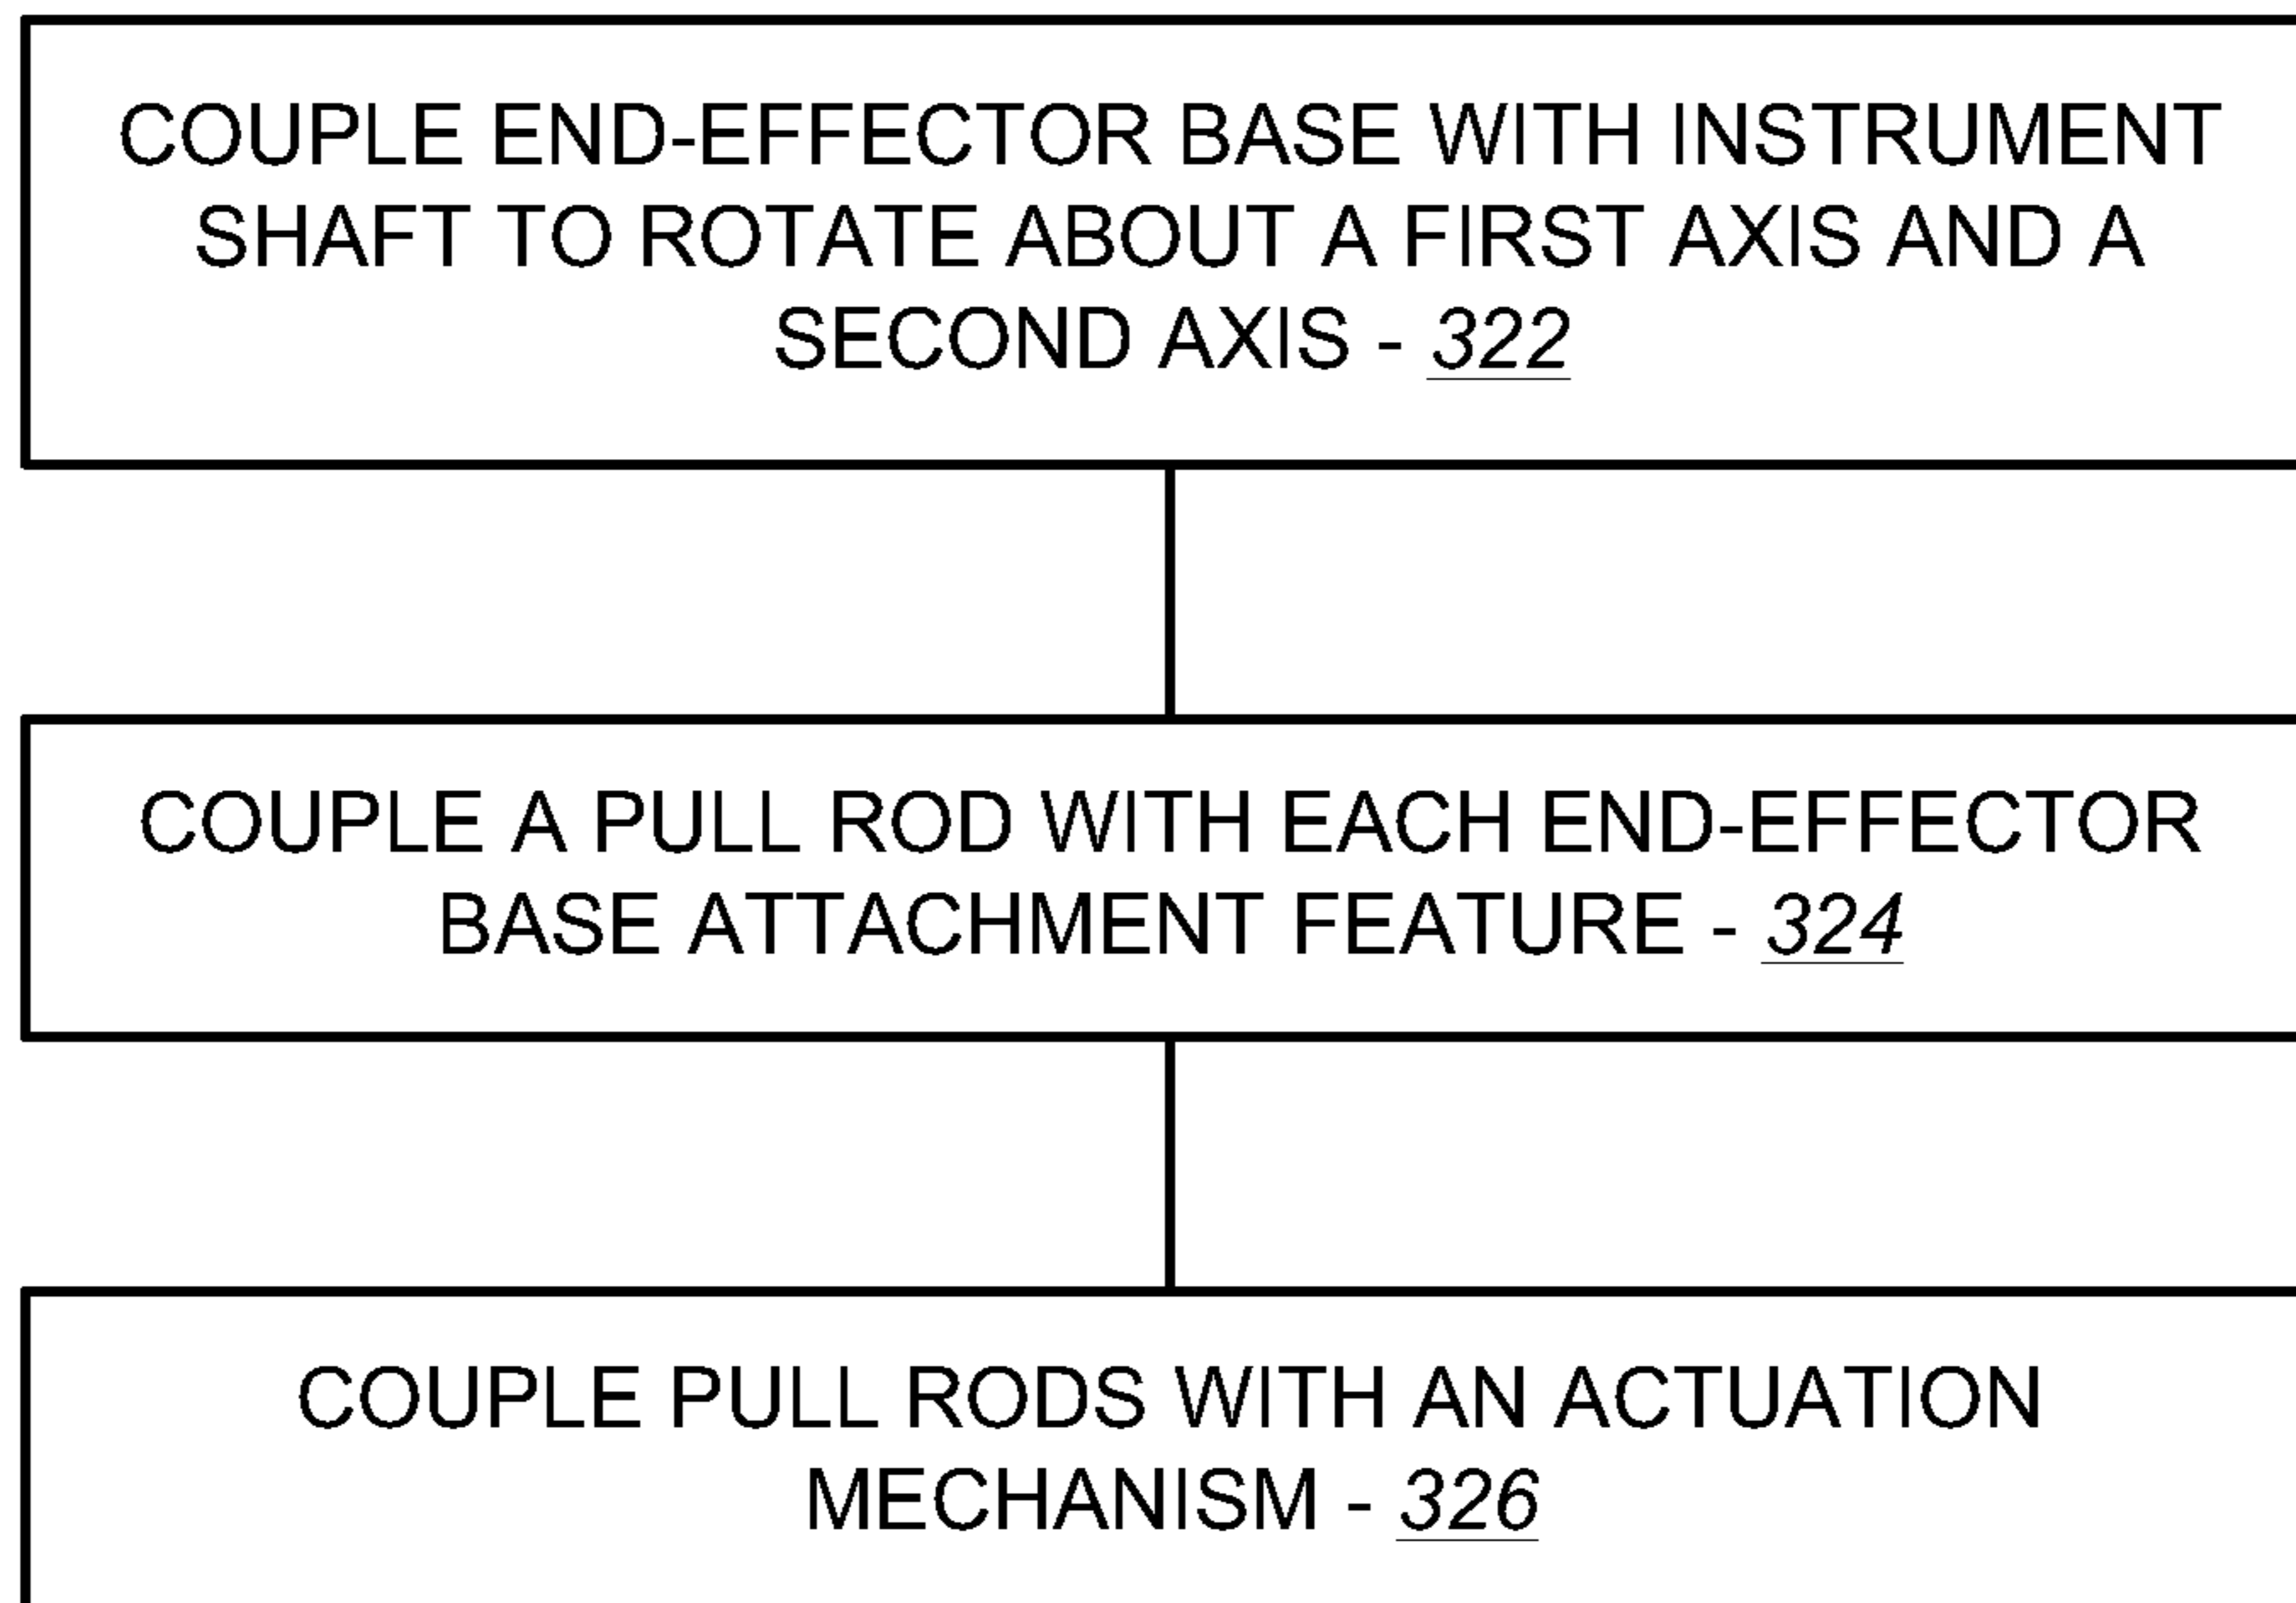 COUPLE END-EFFECTOR BASE WITH INSTRUMENT
SHAFT TO ROTATE ABOUT A FIRST AXIS AND A
SECOND AXIS - 322
COUPLE A PULL ROD WITH EACH END-EFFECTOR
BASE ATTACHMENT FEATURE - 324
COUPLE PULL RODS WITH AN ACTUATION
MECHANISM - 326